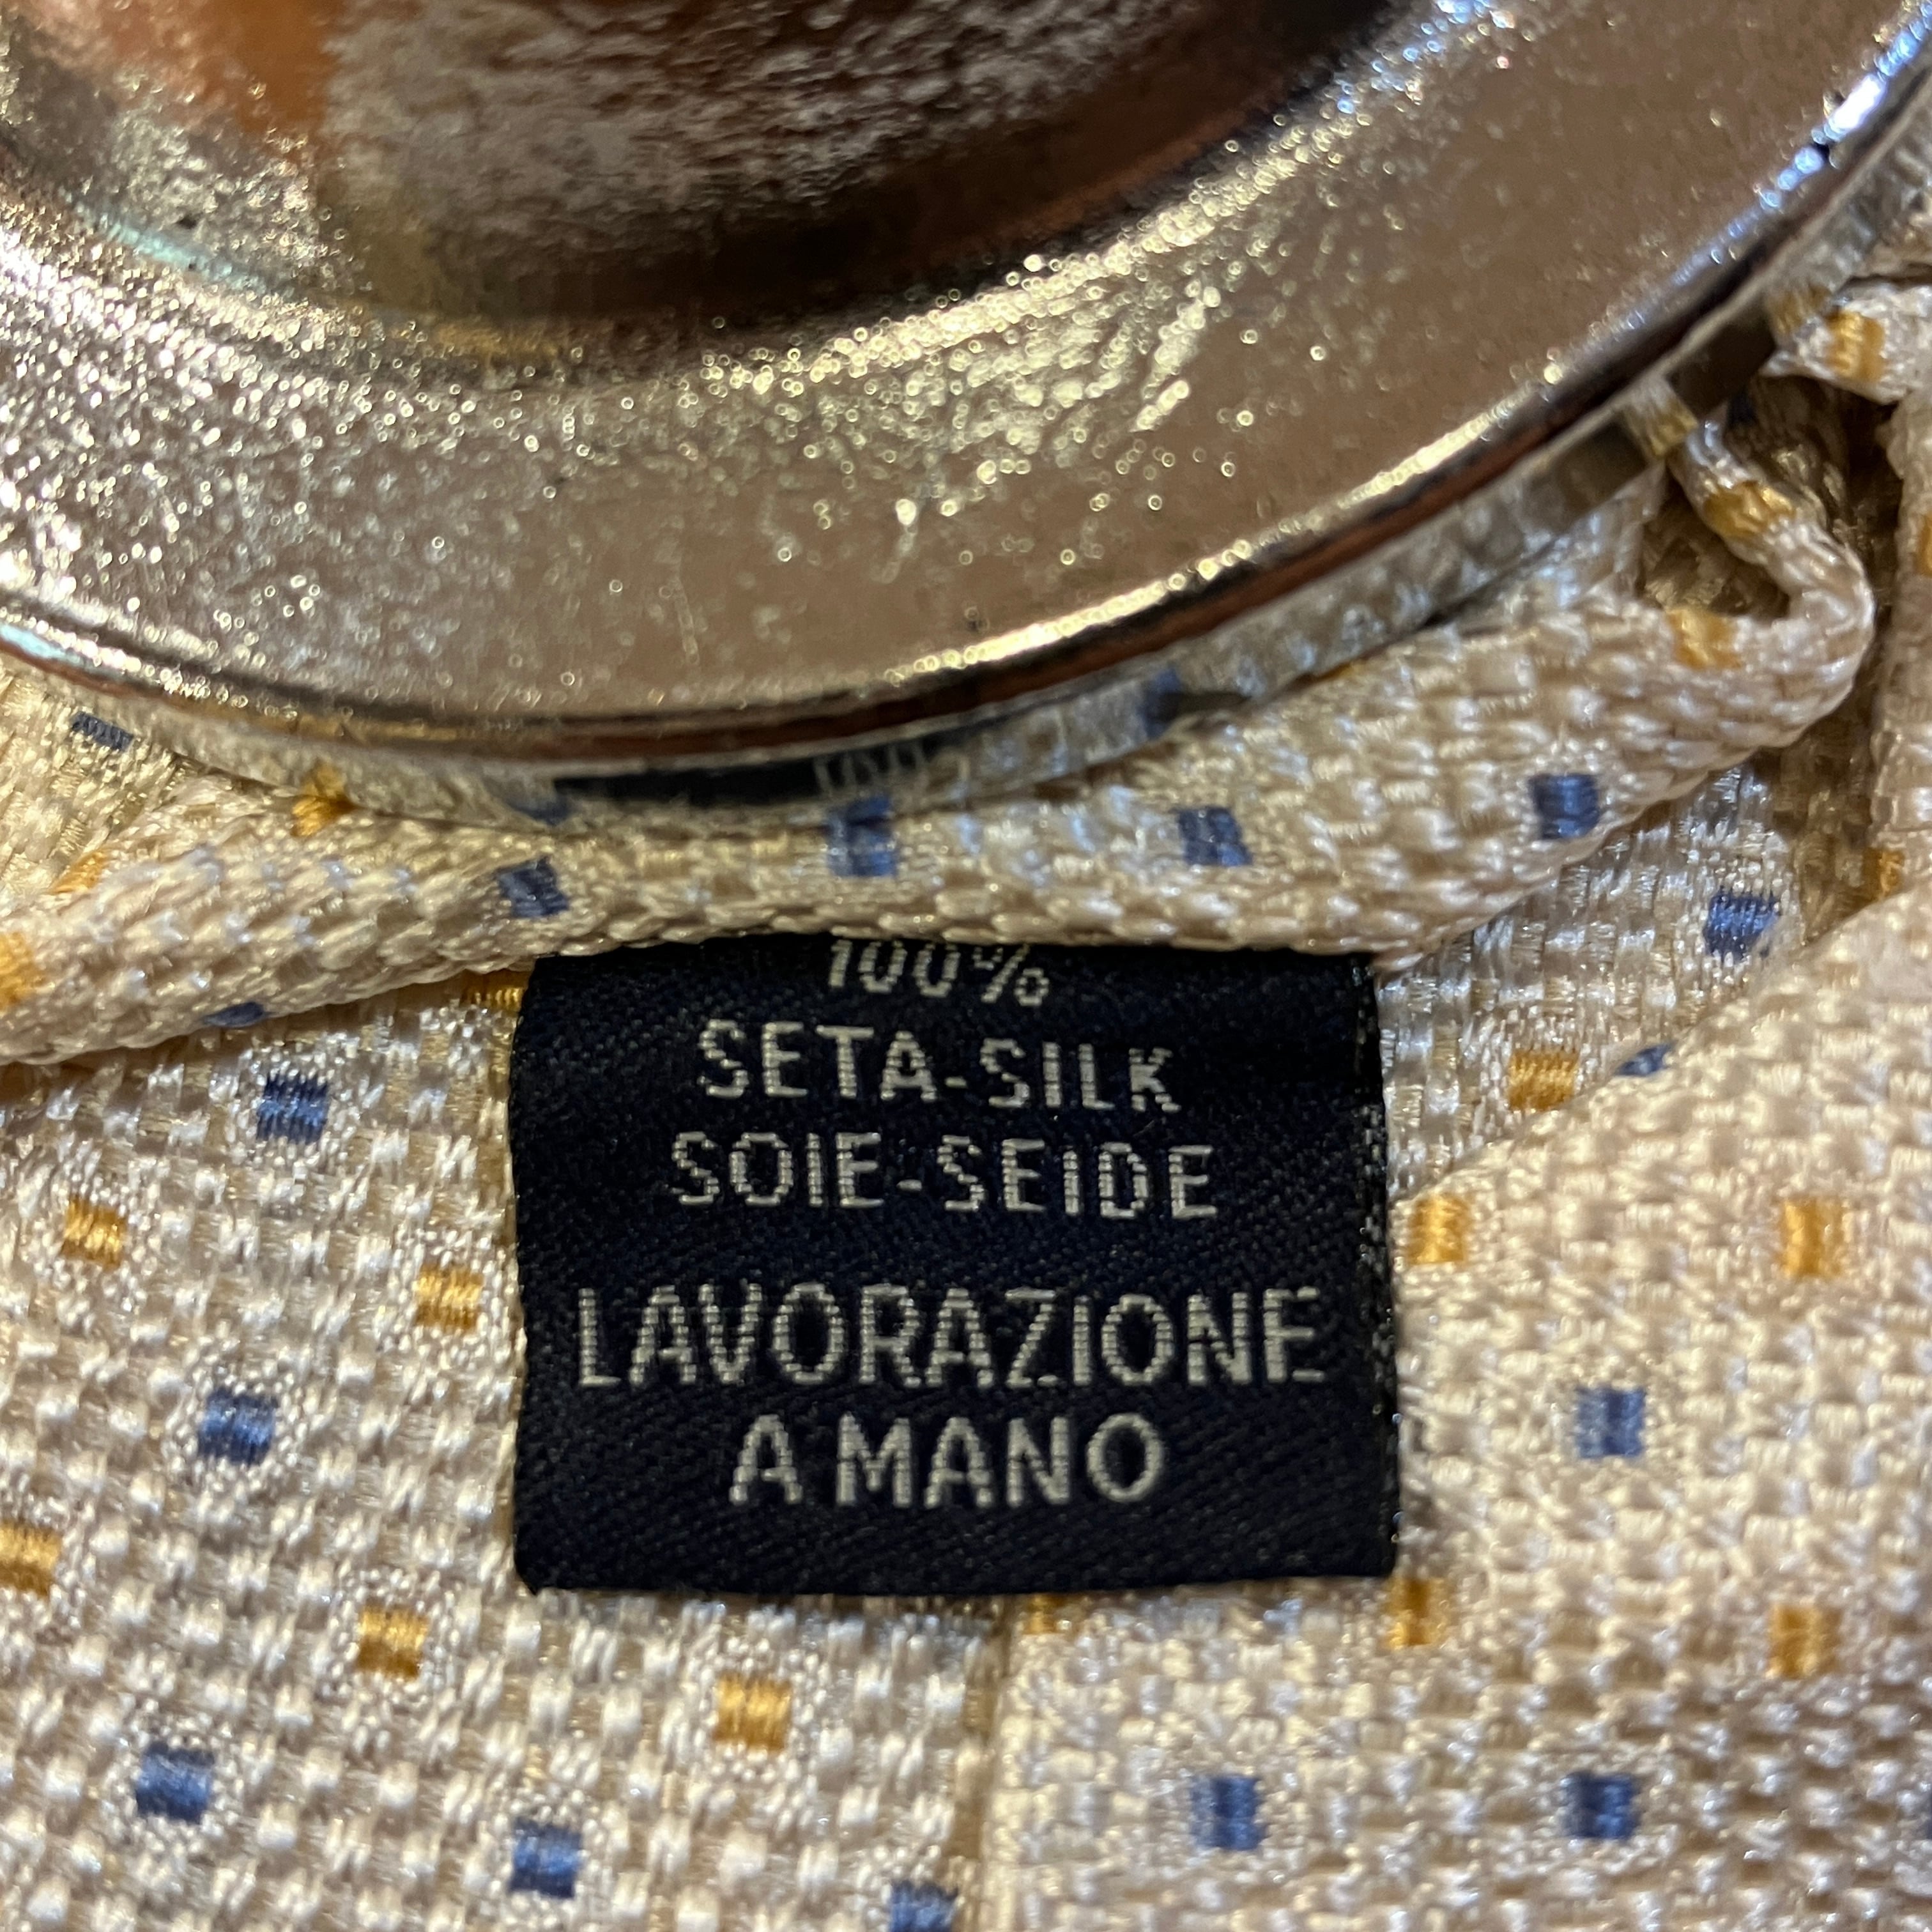 100%
SETA-SILK
SOIE-SEIDE
LAVORAZIONE
A MANO